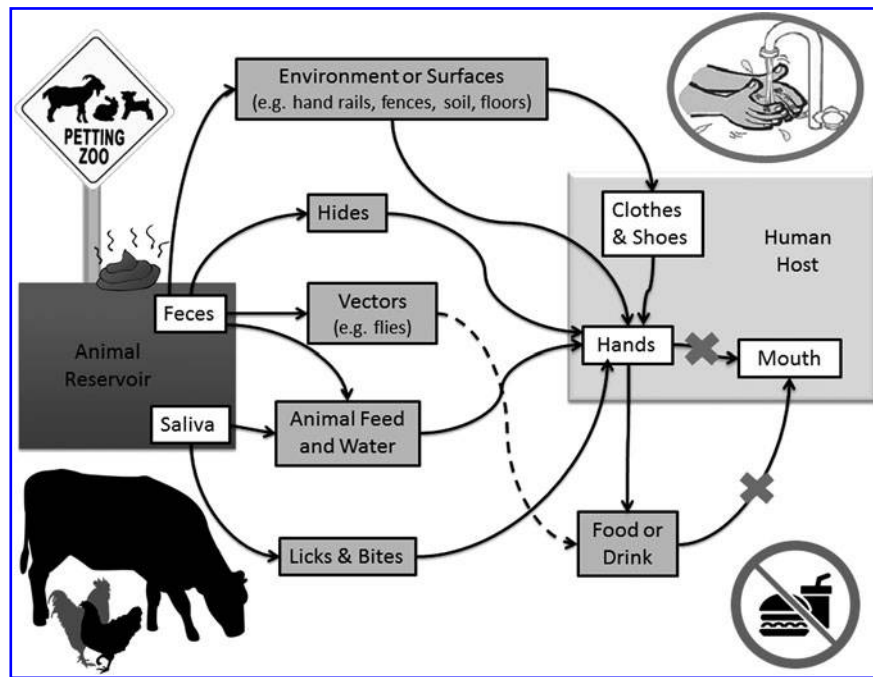 PETTING
ZOO
Environment or Surfaces
(e.g. hand rails, fences, soil, floors)
Hides
Clothes
& Shoes
Human
Host
Feces
Vectors
(e.g. flies)
Hands
Mouth
Animal
Reservoir
Saliva
Animal Feed
and Water
Licks & Bites
Food or
Drink